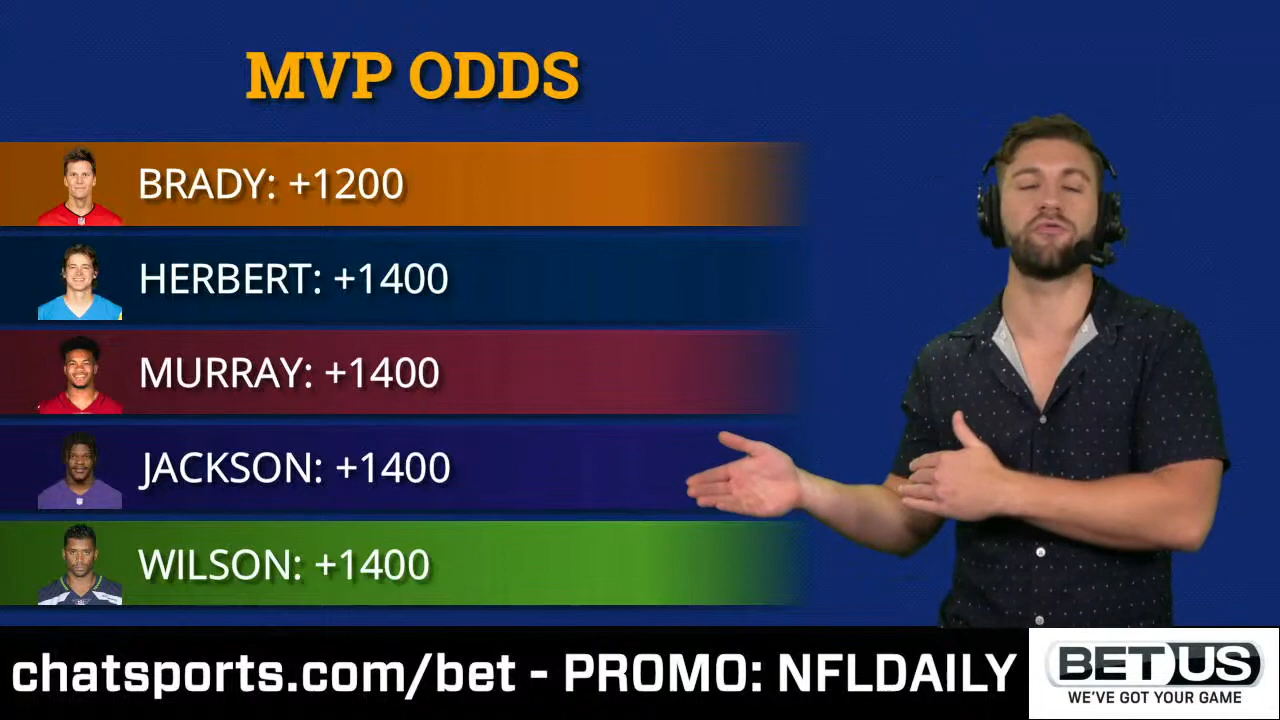 MVP ODDS
BRADY: +1200
HERBERT: +1400
MURRAY: +1400
JACKSON: +1400
WILSON: +1400
chatsports.com/bet - PROMO: NFLDAILY
BETUS
WE'VE GOT YOUR GAME